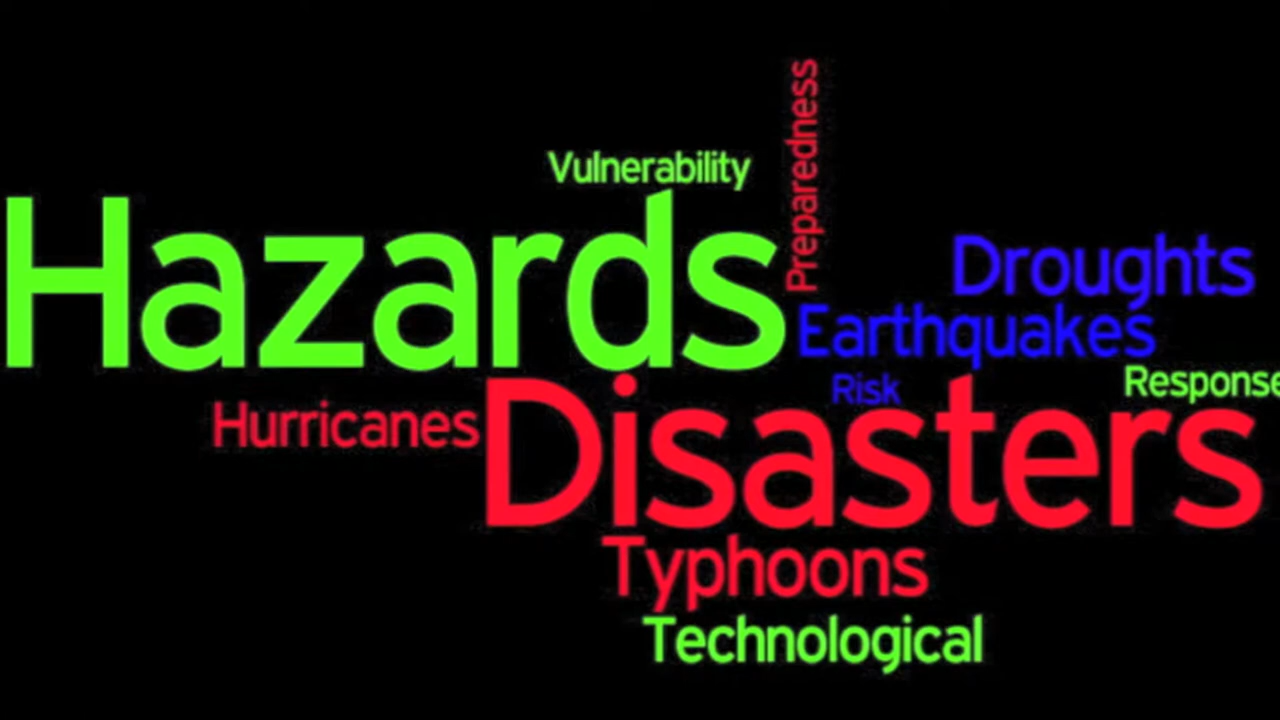 Preparedness
Vulnerability
Hazards
Droughts
Earthquakes
Risk
Response
Hurricanes
Disasters
Typhoons
Technological